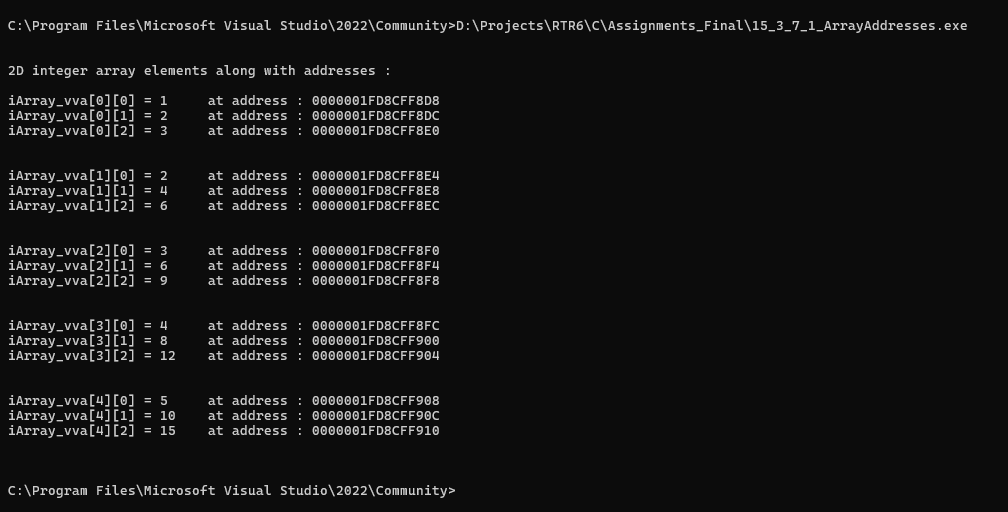 C:\Program Files\Microsoft Visual Studio\2022\Community>D:\Projects\RTR6\C\Assignments_Final\15_3_7_1_ArrayAddresses.exe
2D integer array elements along with addresses :
iArray_vva[0][0] = 1     at address : 0000001FD8CFF8D8
iArray_vva[0][1] = 2     at address : 0000001FD8CFF8DC
iArray_vva[0][2] = 3     at address : 0000001FD8CFF8E0
iArray_vva[1][0] = 2     at address : 0000001FD8CFF8E4
iArray_vva[1][1] = 4     at address : 0000001FD8CFF8E8
iArray_vva[1][2] = 6     at address : 0000001FD8CFF8EC
iArray_vva[2][0] = 3     at address : 0000001FD8CFF8F0
iArray_vva[2][1] = 6     at address : 0000001FD8CFF8F4
iArray_vva[2][2] = 9     at address : 0000001FD8CFF8F8
iArray_vva[3][0] = 4     at address : 0000001FD8CFF8FC
iArray_vva[3][1] = 8     at address : 0000001FD8CFF900
iArray_vva[3][2] = 12    at address : 0000001FD8CFF904
iArray_vva[4][0] = 5     at address : 0000001FD8CFF908
iArray_vva[4][1] = 10    at address : 0000001FD8CFF90C
iArray_vva[4][2] = 15    at address : 0000001FD8CFF910
C:\Program Files\Microsoft Visual Studio\2022\Community>